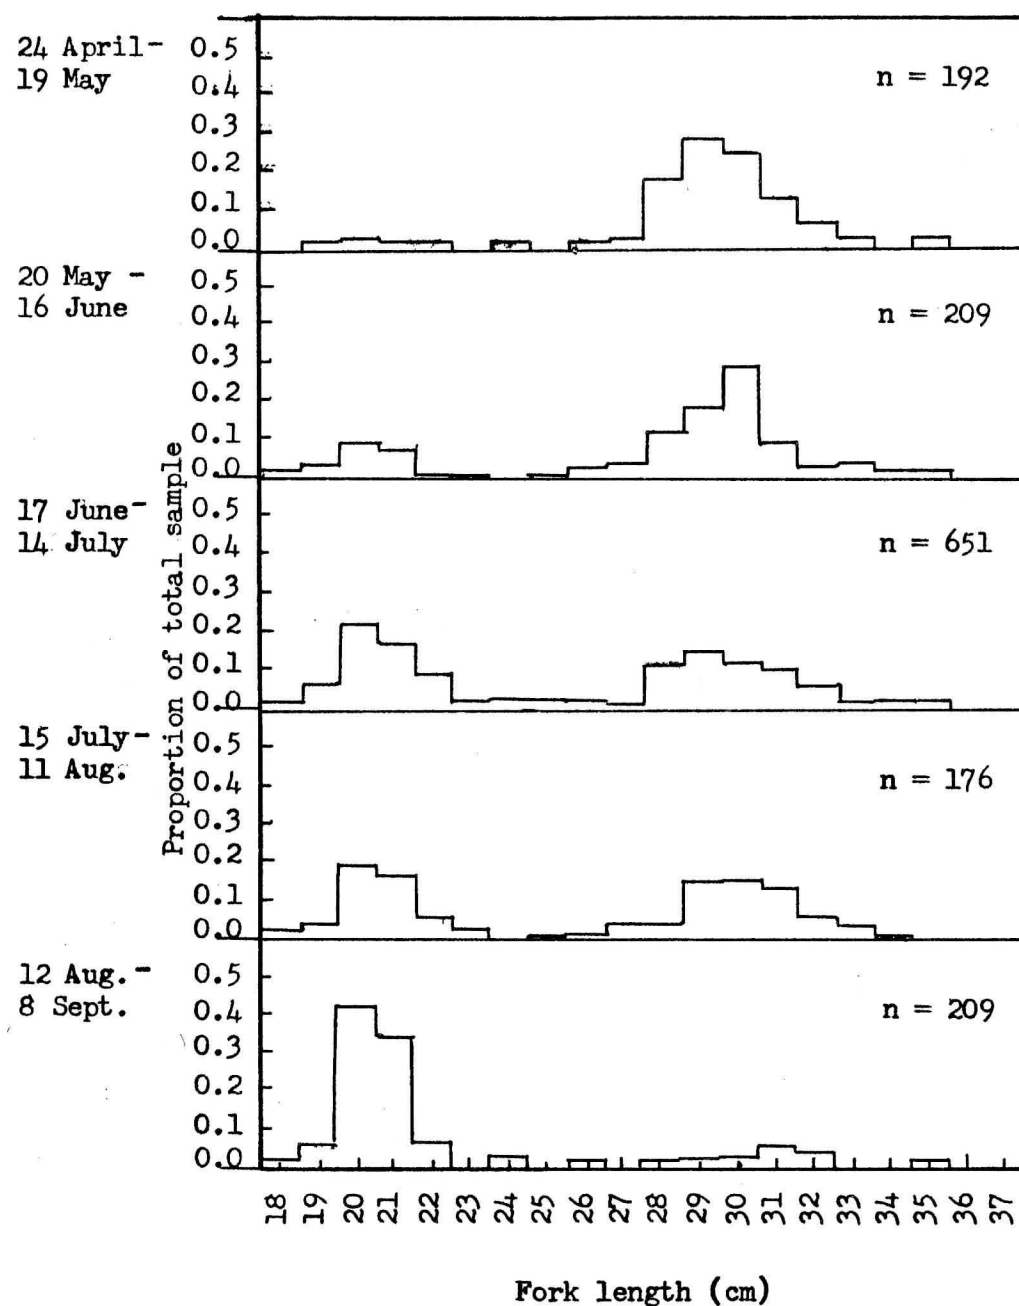 24 April-
19 May
0.5
0.4
0.3
0.2
0.1
0.0
n = 192
20 May -
16 June
0.5
0.4
0.3
0.2
0.1
0.0
n = 209
17 June-
14 July
0.5
0.4
0.3
0.2
0.1
0.0
n = 651
15 July-
11 Aug.
0.5
0.4
0.3
0.2
0.1
0.0
n = 176
12 Aug.-
8 Sept.
0.5
0.4
0.3
0.2
0.1
0.0
n = 209
Proportion of total sample
18 19 20 21 22 24 25 26 27 28 29 30 31 32 33 34 35 36 37
Fork length (cm)